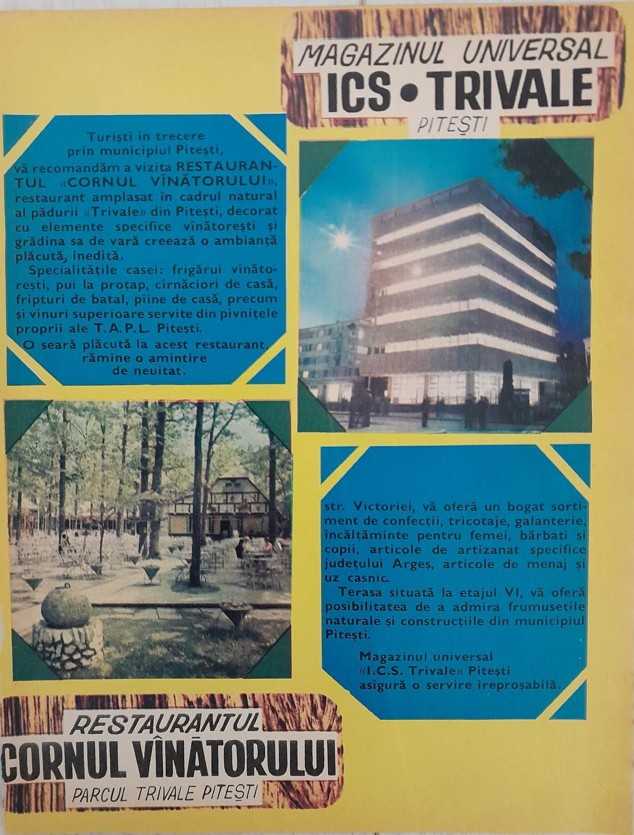 MAGAZINUL UNIVERSAL
ICS • TRIVALE
PITEȘTI
Turiști in trecere
prin municipiul Pitești,
vă recomandăm a vizita RESTAURAN-
TUL «CORNUL VÎNĂTORULUI»,
restaurant amplasat în cadrul natural
al pădurii «Trivale» din Pitești, decorat
cu elemente specifice vînătorești și
grădina sa de vară creează o ambianță
plăcută, inedită.
Specialitățile casei: frigărui vînăto-
rești, pui la proțap, cîrnăciori de casă,
fripturi de batal, pîine de casă, precum
și vinuri superioare servite din pivnițele
proprii ale T.A.P.L. Pitești.
O seară plăcută la acest restaurant,
rămîne o amintire
de neuitat.
str. Victoriei, vă oferă un bogat sorti-
ment de confecții, tricotaje, galanterie,
încălțăminte pentru femei, bărbați și
copii, articole de artizanat specifice
județului Argeș, articole de menaj și
uz casnic.
Terasa situată la etajul VI, vă oferă
posibilitatea de a admira frumusețile
naturale și construcțiile din municipiul
Pitești.
Magazinul universal
«I.C.S. Trivale» Pitești
asigură o servire ireproșabilă.
RESTAURANTUL
CORNUL VÎNĂTORULUI
PARCUL TRIVALE PITEȘTI